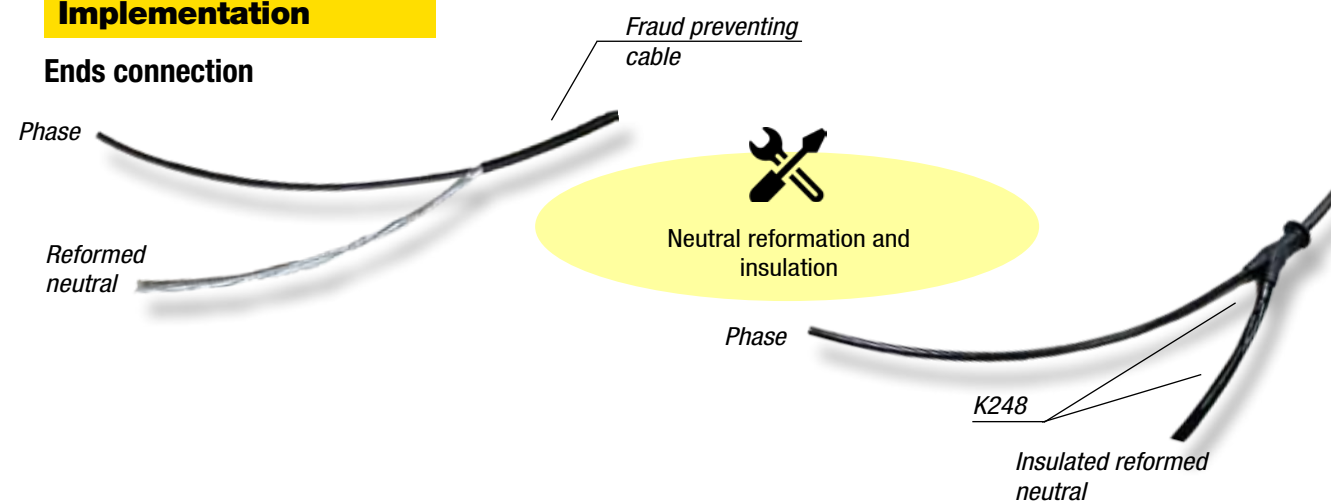 Implementation
Ends connection
Fraud preventing
cable
Phase
Reformed
neutral
Neutral reformation and
insulation
Phase
K248
Insulated reformed
neutral